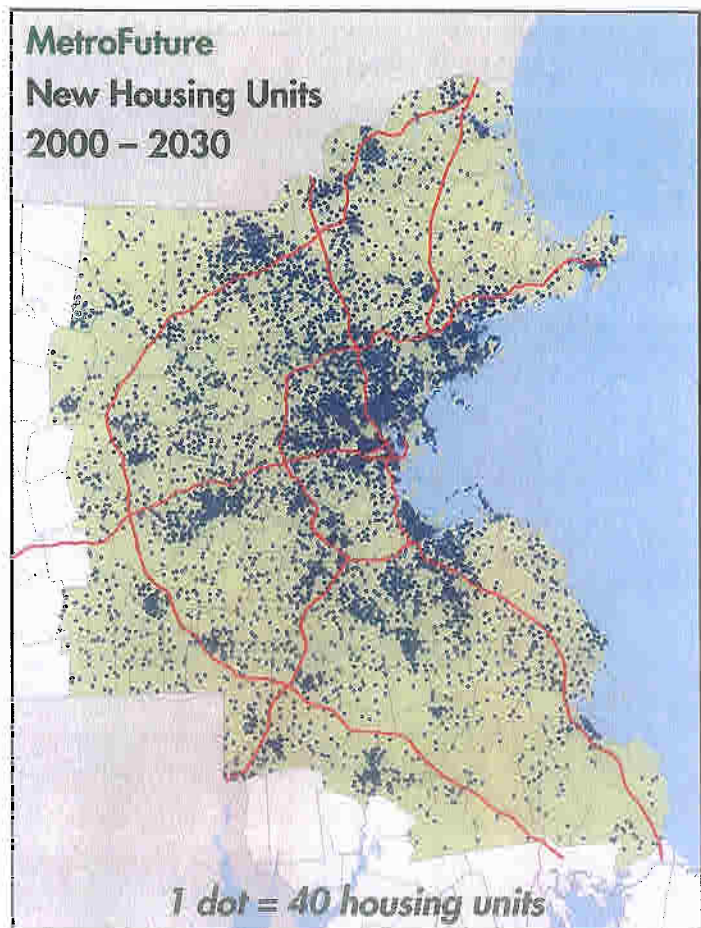 MetroFuture
New Housing Units
2000 – 2030
1 dot = 40 housing units